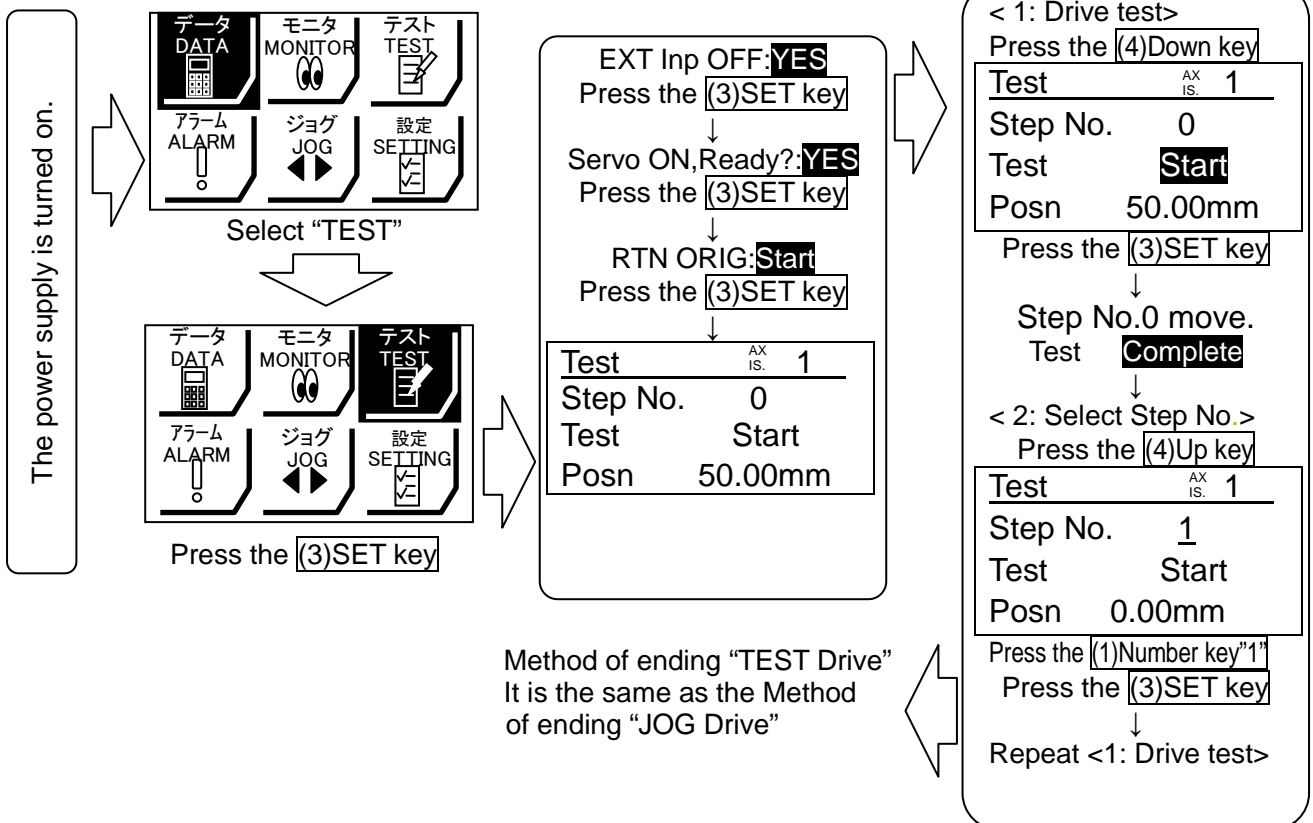 The power supply is turned on.
データ モニタ テスト
DATA MONITOR TEST
アラーム ジョグ 設定
ALARM JOG SETTING
Select “TEST”
データ モニタ テスト
DATA MONITOR TEST
アラーム ジョグ 設定
ALARM JOG SETTING
Press the (3)SET key
EXT Inp OFF:YES
Press the (3)SET key
↓
Servo ON,Ready?:YES
Press the (3)SET key
↓
RTN ORIG:Start
Press the (3)SET key
↓
Test AX IS. 1
Step No. 0
Test Start
Posn 50.00mm
< 1: Drive test>
Press the (4)Down key
Test AX IS. 1
Step No. 0
Test Start
Posn 50.00mm
Press the (3)SET key
↓
Step No.0 move.
Test Complete
↓
< 2: Select Step No.>
Press the (4)Up key
Test AX IS. 1
Step No. 1
Test Start
Posn 0.00mm
Press the (1)Number key"1"
Press the (3)SET key
↓
Repeat <1: Drive test>
Method of ending “TEST Drive”
It is the same as the Method
of ending “JOG Drive”